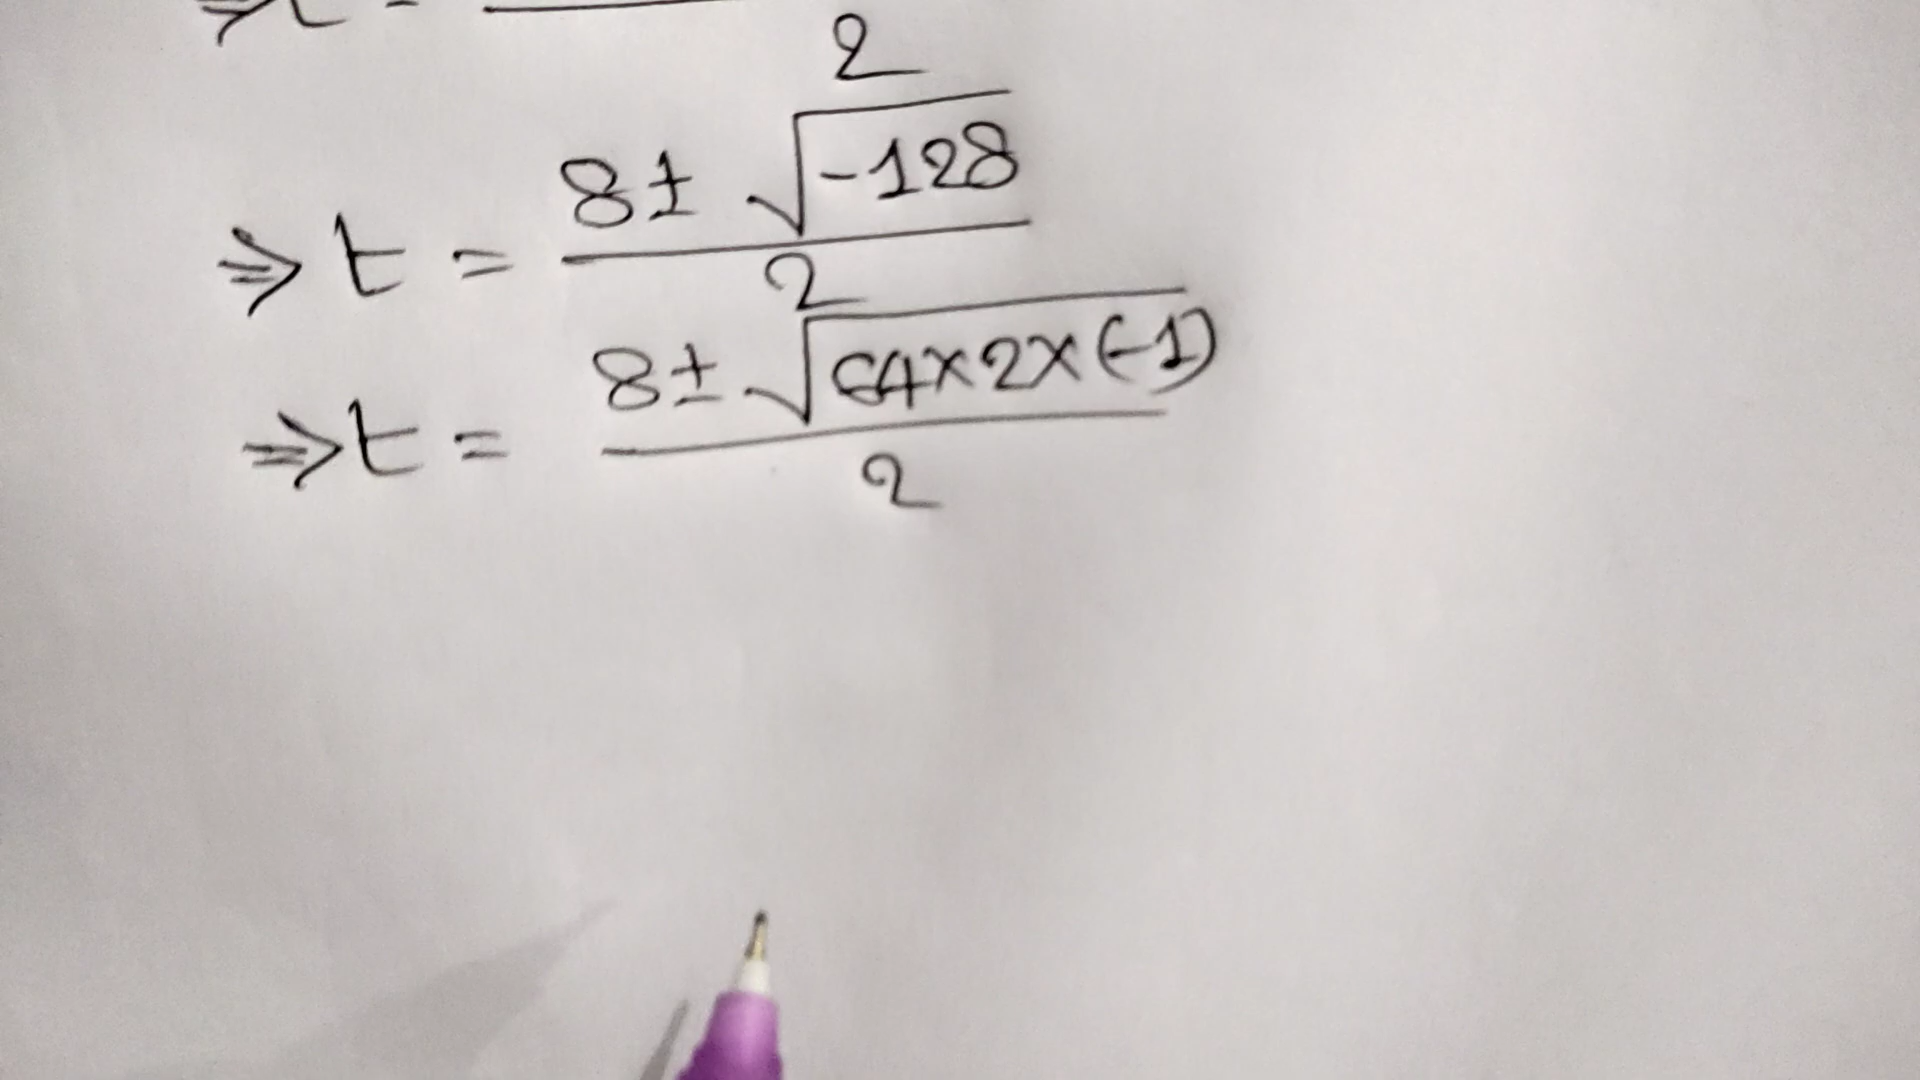 2
⇒ t = (8 ± √-128) / 2
⇒ t = (8 ± √64×2×(-1)) / 2